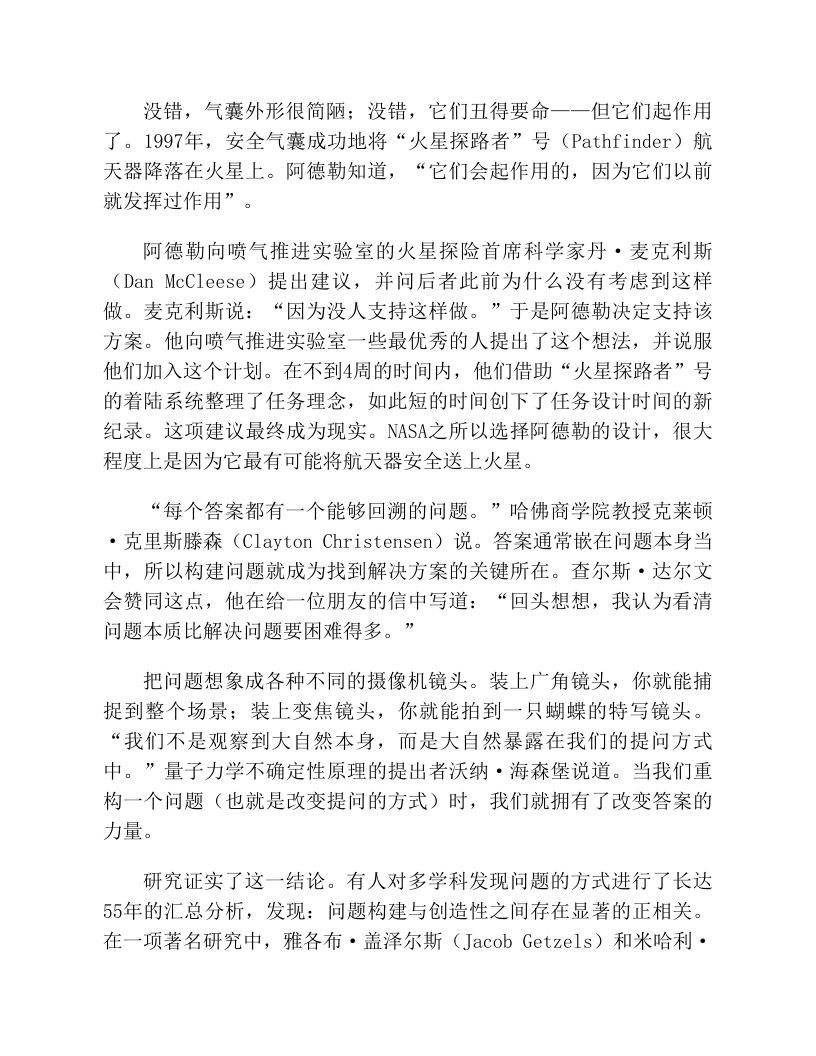 没错，气囊外形很简陋；没错，它们丑得要命——但它们起作用
了。1997年，安全气囊成功地将“火星探路者”号（Pathfinder）航
天器降落在火星上。阿德勒知道，“它们会起作用的，因为它们以前
就发挥过作用”。
阿德勒向喷气推进实验室的火星探险首席科学家丹·麦克利斯
（Dan McCleese）提出建议，并问后者此前为什么没有考虑到这样
做。麦克利斯说：“因为没人支持这样做。”于是阿德勒决定支持该
方案。他向喷气推进实验室一些最优秀的人提出了这个想法，并说服
他们加入这个计划。在不到4周的时间内，他们借助“火星探路者”号
的着陆系统整理了任务理念，如此短的时间创下了任务设计时间的新
纪录。这项建议最终成为现实。NASA之所以选择阿德勒的设计，很大
程度上是因为它最有可能将航天器安全送上火星。
“每个答案都有一个能够回溯的问题。”哈佛商学院教授克莱顿
·克里斯滕森（Clayton Christensen）说。答案通常嵌在问题本身当
中，所以构建问题就成为找到解决方案的关键所在。查尔斯·达尔文
会赞同这点，他在给一位朋友的信中写道：“回头想想，我认为看清
问题本质比解决问题要困难得多。”
把问题想象成各种不同的摄像机镜头。装上广角镜头，你就能捕
捉到整个场景；装上变焦镜头，你就能拍到一只蝴蝶的特写镜头。
“我们不是观察到大自然本身，而是大自然暴露在我们的提问方式
中。”量子力学不确定性原理的提出者沃纳·海森堡说道。当我们重
构一个问题（也就是改变提问的方式）时，我们就拥有了改变答案的
力量。
研究证实了这一结论。有人对多学科发现问题的方式进行了长达
55年的汇总分析，发现：问题构建与创造性之间存在显著的正相关。
在一项著名研究中，雅各布·盖泽尔斯（Jacob Getzels）和米哈利·